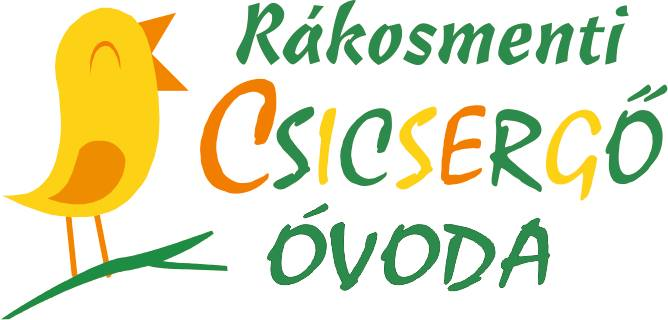 Rákosmenti
CSICSERGŐ
ÓVODA